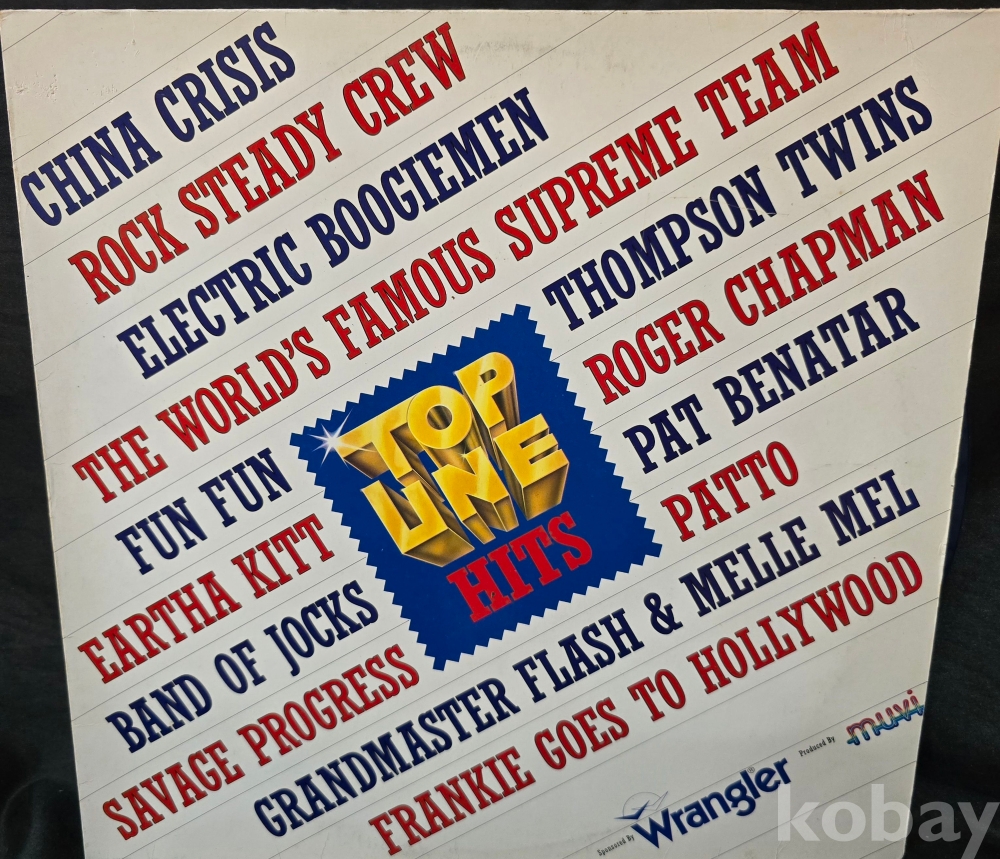 CHINA CRISIS
ROCK STEADY CREW
ELECTRIC BOOGIEMEN
THE WORLD'S FAMOUS SUPREME TEAM
THOMPSON TWINS
ROGER CHAPMAN
PAT BENATAR
PATTO
FUN FUN
EARTHA KITT
BAND OF JOCKS
SAVAGE PROGRESS
GRANDMASTER FLASH & MELLE MEL
FRANKIE GOES TO HOLLYWOOD
TOP
LINE
HITS
Sponsored By Wrangler®
Produced By muvi
kobay